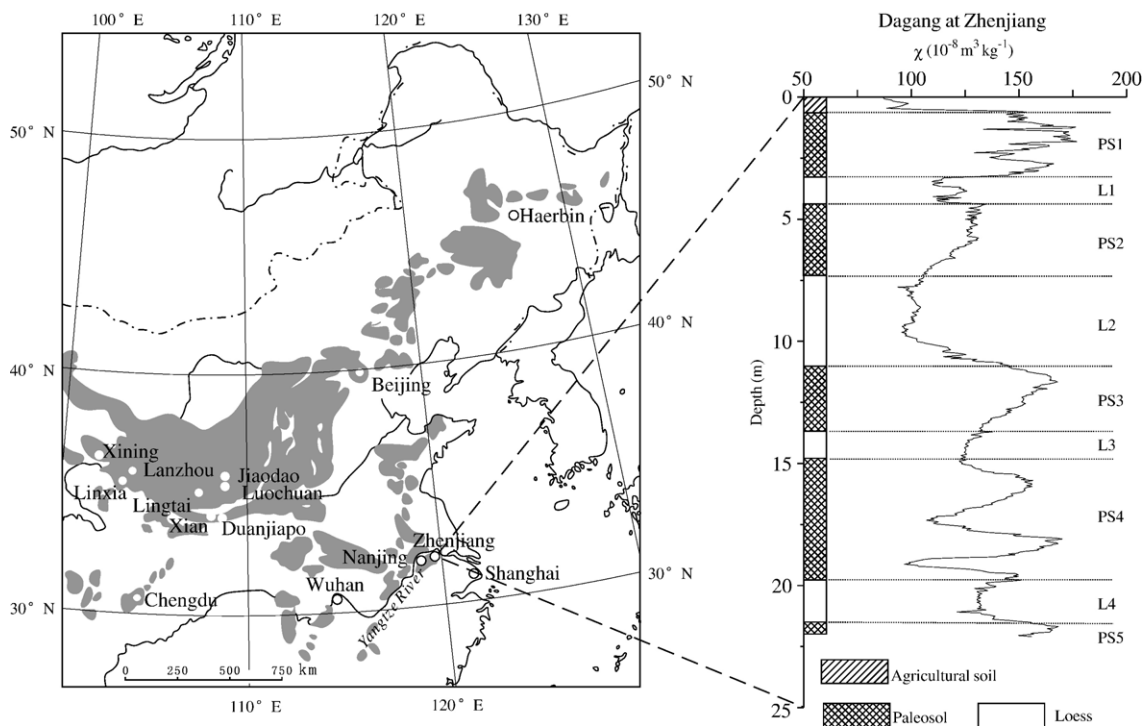 100° E
110° E
120° E
130° E
50° N
50° N
40° N
40° N
30° N
30° N
110° E
120° E
Haerbin
Beijing
Xining
Lanzhou
Jiaodao
Linxia
Luochuan
Lingtai
Xian
Duanjiapo
Zhenjiang
Nanjing
Shanghai
Wuhan
Chengdu
Yangtze River
0 250 500 750 km
Dagang at Zhenjiang
χ (10⁻⁸ m³ kg⁻¹)
50 100 150 200
0
5
10
15
20
25
Depth (m)
PS1
L1
PS2
L2
PS3
L3
PS4
L4
PS5
Agricultural soil
Paleosol
Loess